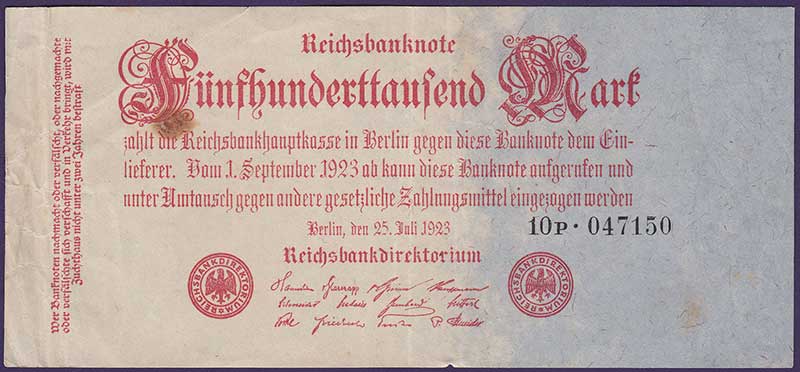 Reichsbanknote
Fünfhunderttausend Mark
zahlt die Reichsbankhauptkasse in Berlin gegen diese Banknote dem Ein-
lieferer. Vom 1. September 1923 ab kann diese Banknote aufgerufen und
unter Umtausch gegen andere gesetzliche Zahlungsmittel eingezogen werden
Berlin, den 25. Juli 1923
10P·047150
Reichsbankdirektorium
REICHSBANKDIREKTORIUM
REICHSBANKDIREKTORIUM
Wer Banknoten nachmacht oder verfälscht, oder nachgemachte
oder verfälschte sich verschafft und in Verkehr bringt, wird mit
Zuchthaus nicht unter zwei Jahren bestraft